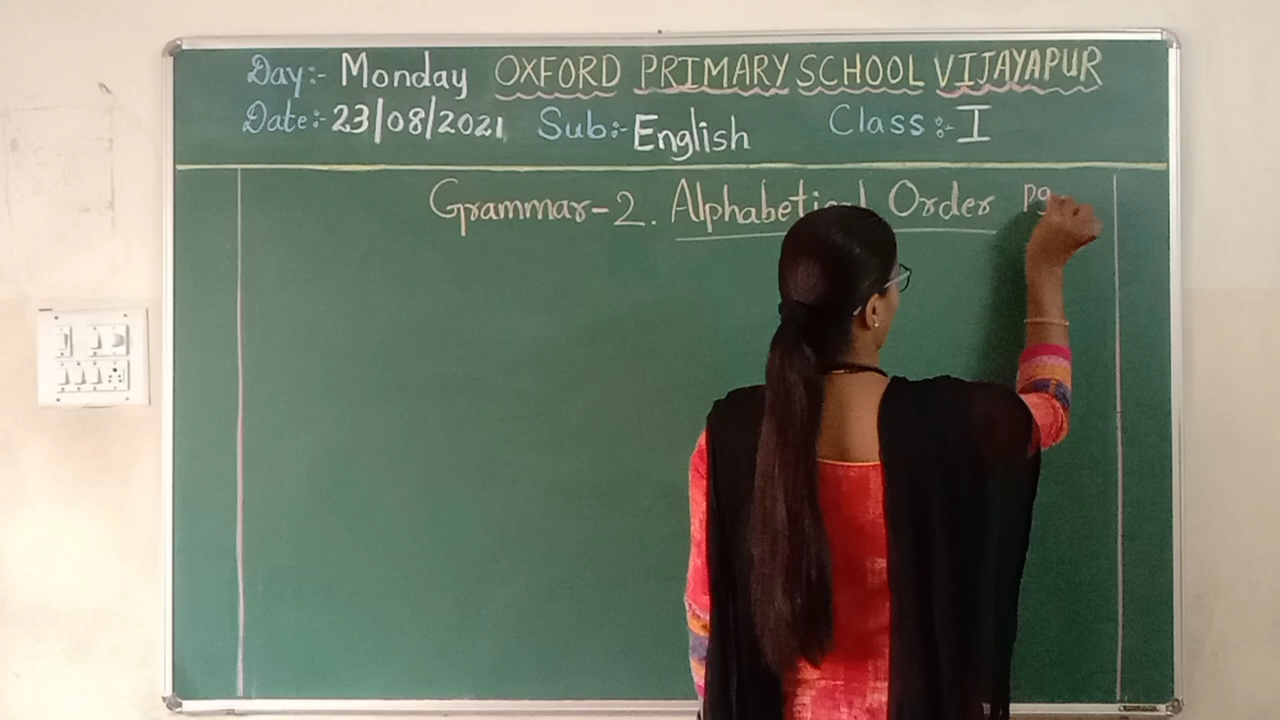 Day:- Monday OXFORD PRIMARY SCHOOL VIJAYAPUR
Date:- 23/08/2021 Sub:- English Class:- I
Grammar-2. Alphabetical Order Pg